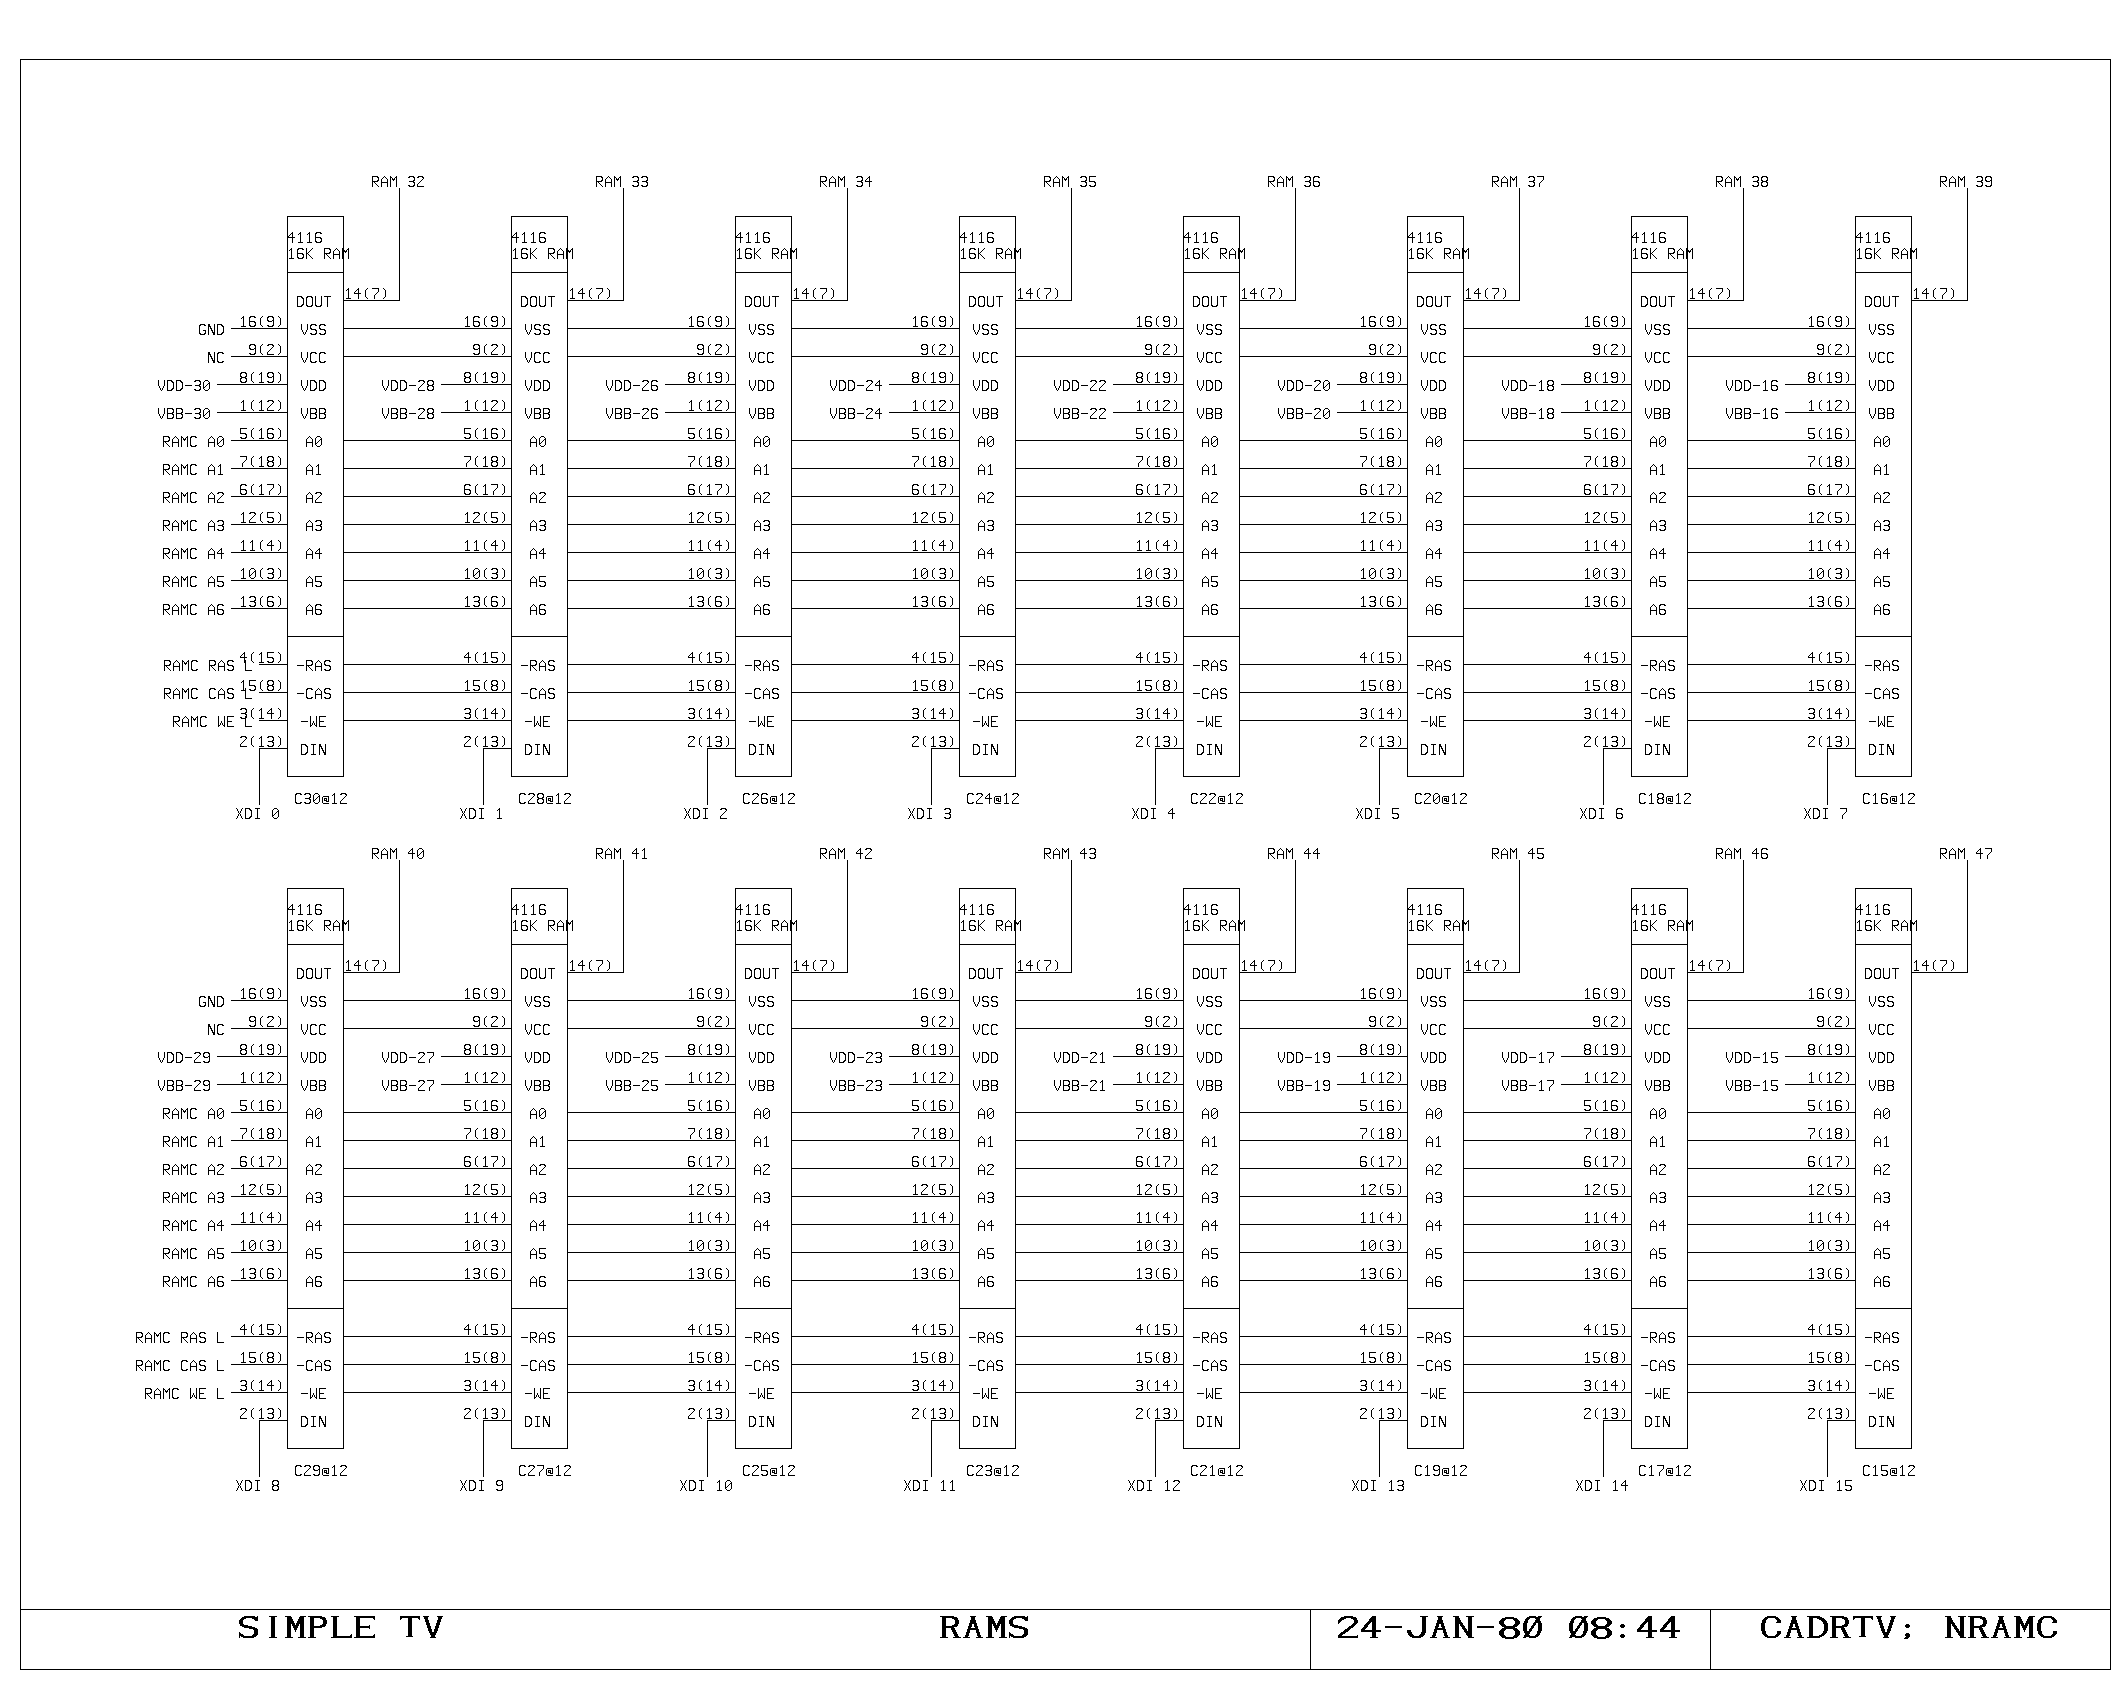 RAM 32 RAM 33 RAM 34 RAM 35 RAM 36 RAM 37 RAM 38 RAM 39
4116 4116 4116 4116 4116 4116 4116 4116
16K RAM 16K RAM 16K RAM 16K RAM 16K RAM 16K RAM 16K RAM 16K RAM
DOUT 14(7) DOUT 14(7) DOUT 14(7) DOUT 14(7) DOUT 14(7) DOUT 14(7) DOUT 14(7) DOUT 14(7)
GND 16(9) VSS 16(9) VSS 16(9) VSS 16(9) VSS 16(9) VSS 16(9) VSS 16(9) VSS 16(9) VSS
NC 9(2) VCC 9(2) VCC 9(2) VCC 9(2) VCC 9(2) VCC 9(2) VCC 9(2) VCC 9(2) VCC
VDD-30 8(19) VDD VDD-28 8(19) VDD VDD-26 8(19) VDD VDD-24 8(19) VDD VDD-22 8(19) VDD VDD-20 8(19) VDD VDD-18 8(19) VDD VDD-16 8(19) VDD
VBB-30 1(12) VBB VBB-28 1(12) VBB VBB-26 1(12) VBB VBB-24 1(12) VBB VBB-22 1(12) VBB VBB-20 1(12) VBB VBB-18 1(12) VBB VBB-16 1(12) VBB
RAMC A0 5(16) A0 5(16) A0 5(16) A0 5(16) A0 5(16) A0 5(16) A0 5(16) A0 5(16) A0
RAMC A1 7(18) A1 7(18) A1 7(18) A1 7(18) A1 7(18) A1 7(18) A1 7(18) A1 7(18) A1
RAMC A2 6(17) A2 6(17) A2 6(17) A2 6(17) A2 6(17) A2 6(17) A2 6(17) A2 6(17) A2
RAMC A3 12(5) A3 12(5) A3 12(5) A3 12(5) A3 12(5) A3 12(5) A3 12(5) A3 12(5) A3
RAMC A4 11(4) A4 11(4) A4 11(4) A4 11(4) A4 11(4) A4 11(4) A4 11(4) A4 11(4) A4
RAMC A5 10(3) A5 10(3) A5 10(3) A5 10(3) A5 10(3) A5 10(3) A5 10(3) A5 10(3) A5
RAMC A6 13(6) A6 13(6) A6 13(6) A6 13(6) A6 13(6) A6 13(6) A6 13(6) A6 13(6) A6
RAMC RAS L 4(15) -RAS 4(15) -RAS 4(15) -RAS 4(15) -RAS 4(15) -RAS 4(15) -RAS 4(15) -RAS 4(15) -RAS
RAMC CAS L 15(8) -CAS 15(8) -CAS 15(8) -CAS 15(8) -CAS 15(8) -CAS 15(8) -CAS 15(8) -CAS 15(8) -CAS
RAMC WE L 3(14) -WE 3(14) -WE 3(14) -WE 3(14) -WE 3(14) -WE 3(14) -WE 3(14) -WE 3(14) -WE
2(13) DIN 2(13) DIN 2(13) DIN 2(13) DIN 2(13) DIN 2(13) DIN 2(13) DIN 2(13) DIN
C30@12 C28@12 C26@12 C24@12 C22@12 C20@12 C18@12 C16@12
XDI 0 XDI 1 XDI 2 XDI 3 XDI 4 XDI 5 XDI 6 XDI 7
RAM 40 RAM 41 RAM 42 RAM 43 RAM 44 RAM 45 RAM 46 RAM 47
4116 4116 4116 4116 4116 4116 4116 4116
16K RAM 16K RAM 16K RAM 16K RAM 16K RAM 16K RAM 16K RAM 16K RAM
DOUT 14(7) DOUT 14(7) DOUT 14(7) DOUT 14(7) DOUT 14(7) DOUT 14(7) DOUT 14(7) DOUT 14(7)
GND 16(9) VSS 16(9) VSS 16(9) VSS 16(9) VSS 16(9) VSS 16(9) VSS 16(9) VSS 16(9) VSS
NC 9(2) VCC 9(2) VCC 9(2) VCC 9(2) VCC 9(2) VCC 9(2) VCC 9(2) VCC 9(2) VCC
VDD-29 8(19) VDD VDD-27 8(19) VDD VDD-25 8(19) VDD VDD-23 8(19) VDD VDD-21 8(19) VDD VDD-19 8(19) VDD VDD-17 8(19) VDD VDD-15 8(19) VDD
VBB-29 1(12) VBB VBB-27 1(12) VBB VBB-25 1(12) VBB VBB-23 1(12) VBB VBB-21 1(12) VBB VBB-19 1(12) VBB VBB-17 1(12) VBB VBB-15 1(12) VBB
RAMC A0 5(16) A0 5(16) A0 5(16) A0 5(16) A0 5(16) A0 5(16) A0 5(16) A0 5(16) A0
RAMC A1 7(18) A1 7(18) A1 7(18) A1 7(18) A1 7(18) A1 7(18) A1 7(18) A1 7(18) A1
RAMC A2 6(17) A2 6(17) A2 6(17) A2 6(17) A2 6(17) A2 6(17) A2 6(17) A2 6(17) A2
RAMC A3 12(5) A3 12(5) A3 12(5) A3 12(5) A3 12(5) A3 12(5) A3 12(5) A3 12(5) A3
RAMC A4 11(4) A4 11(4) A4 11(4) A4 11(4) A4 11(4) A4 11(4) A4 11(4) A4 11(4) A4
RAMC A5 10(3) A5 10(3) A5 10(3) A5 10(3) A5 10(3) A5 10(3) A5 10(3) A5 10(3) A5
RAMC A6 13(6) A6 13(6) A6 13(6) A6 13(6) A6 13(6) A6 13(6) A6 13(6) A6 13(6) A6
RAMC RAS L 4(15) -RAS 4(15) -RAS 4(15) -RAS 4(15) -RAS 4(15) -RAS 4(15) -RAS 4(15) -RAS 4(15) -RAS
RAMC CAS L 15(8) -CAS 15(8) -CAS 15(8) -CAS 15(8) -CAS 15(8) -CAS 15(8) -CAS 15(8) -CAS 15(8) -CAS
RAMC WE L 3(14) -WE 3(14) -WE 3(14) -WE 3(14) -WE 3(14) -WE 3(14) -WE 3(14) -WE 3(14) -WE
2(13) DIN 2(13) DIN 2(13) DIN 2(13) DIN 2(13) DIN 2(13) DIN 2(13) DIN 2(13) DIN
C29@12 C27@12 C25@12 C23@12 C21@12 C19@12 C17@12 C15@12
XDI 8 XDI 9 XDI 10 XDI 11 XDI 12 XDI 13 XDI 14 XDI 15
SIMPLE TV RAMS 24-JAN-80 08:44 CADRTV; NRAMC